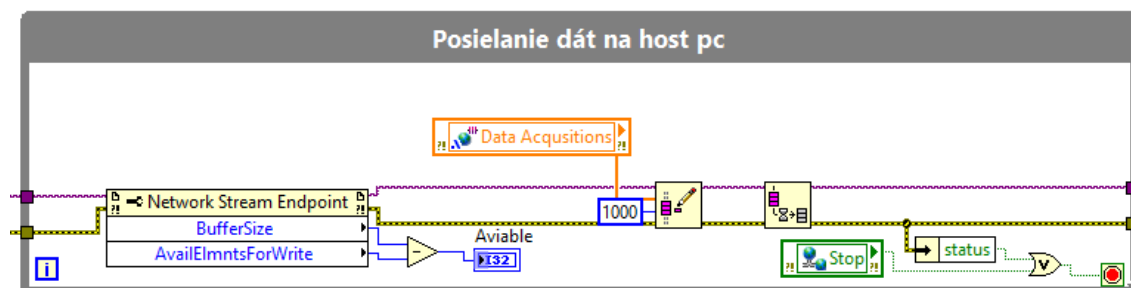 Posielanie dát na host pc
Data Acqusitions
Network Stream Endpoint
BufferSize
AvailElmntsForWrite
Aviable
I32
1000
Stop
status
i